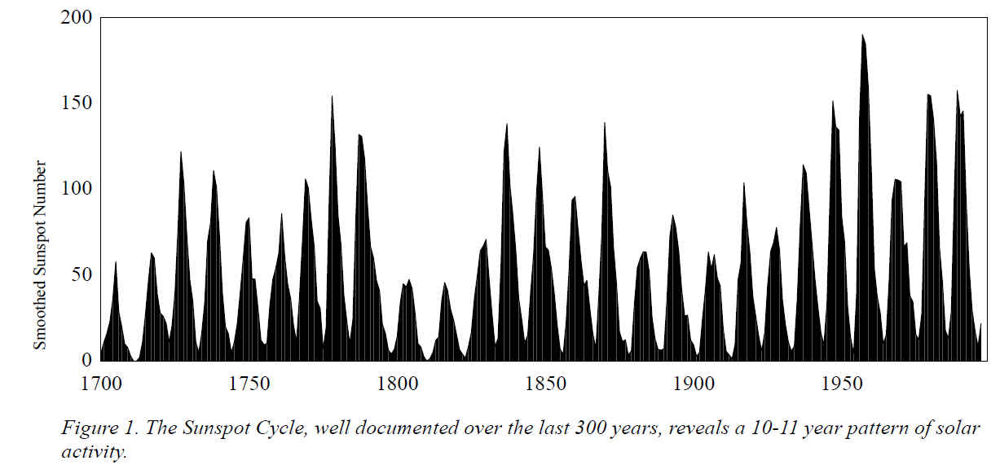 200
150
100
50
0
Smoothed Sunspot Number
1700 1750 1800 1850 1900 1950
Figure 1. The Sunspot Cycle, well documented over the last 300 years, reveals a 10-11 year pattern of solar
activity.